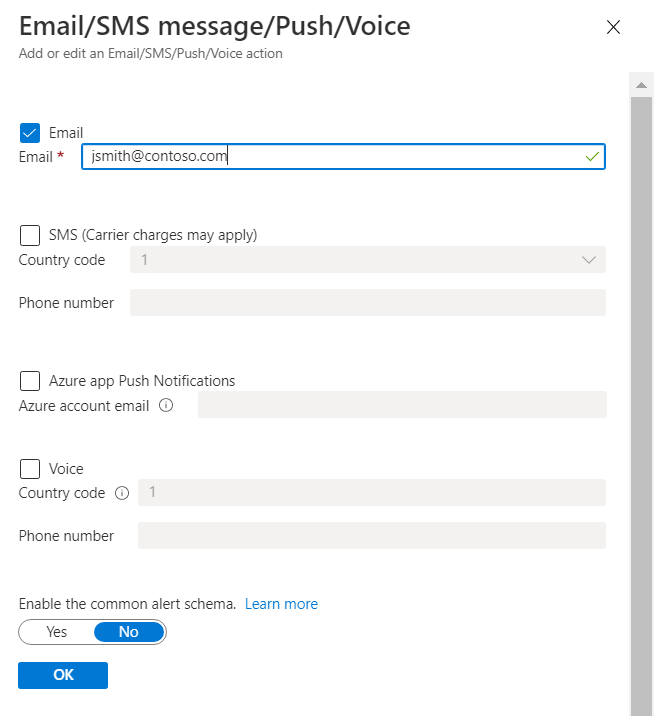 Email/SMS message/Push/Voice
Add or edit an Email/SMS/Push/Voice action
Email
Email *
jsmith@contoso.com
SMS (Carrier charges may apply)
Country code
1
Phone number
Azure app Push Notifications
Azure account email
Voice
Country code
1
Phone number
Enable the common alert schema. Learn more
Yes No
OK